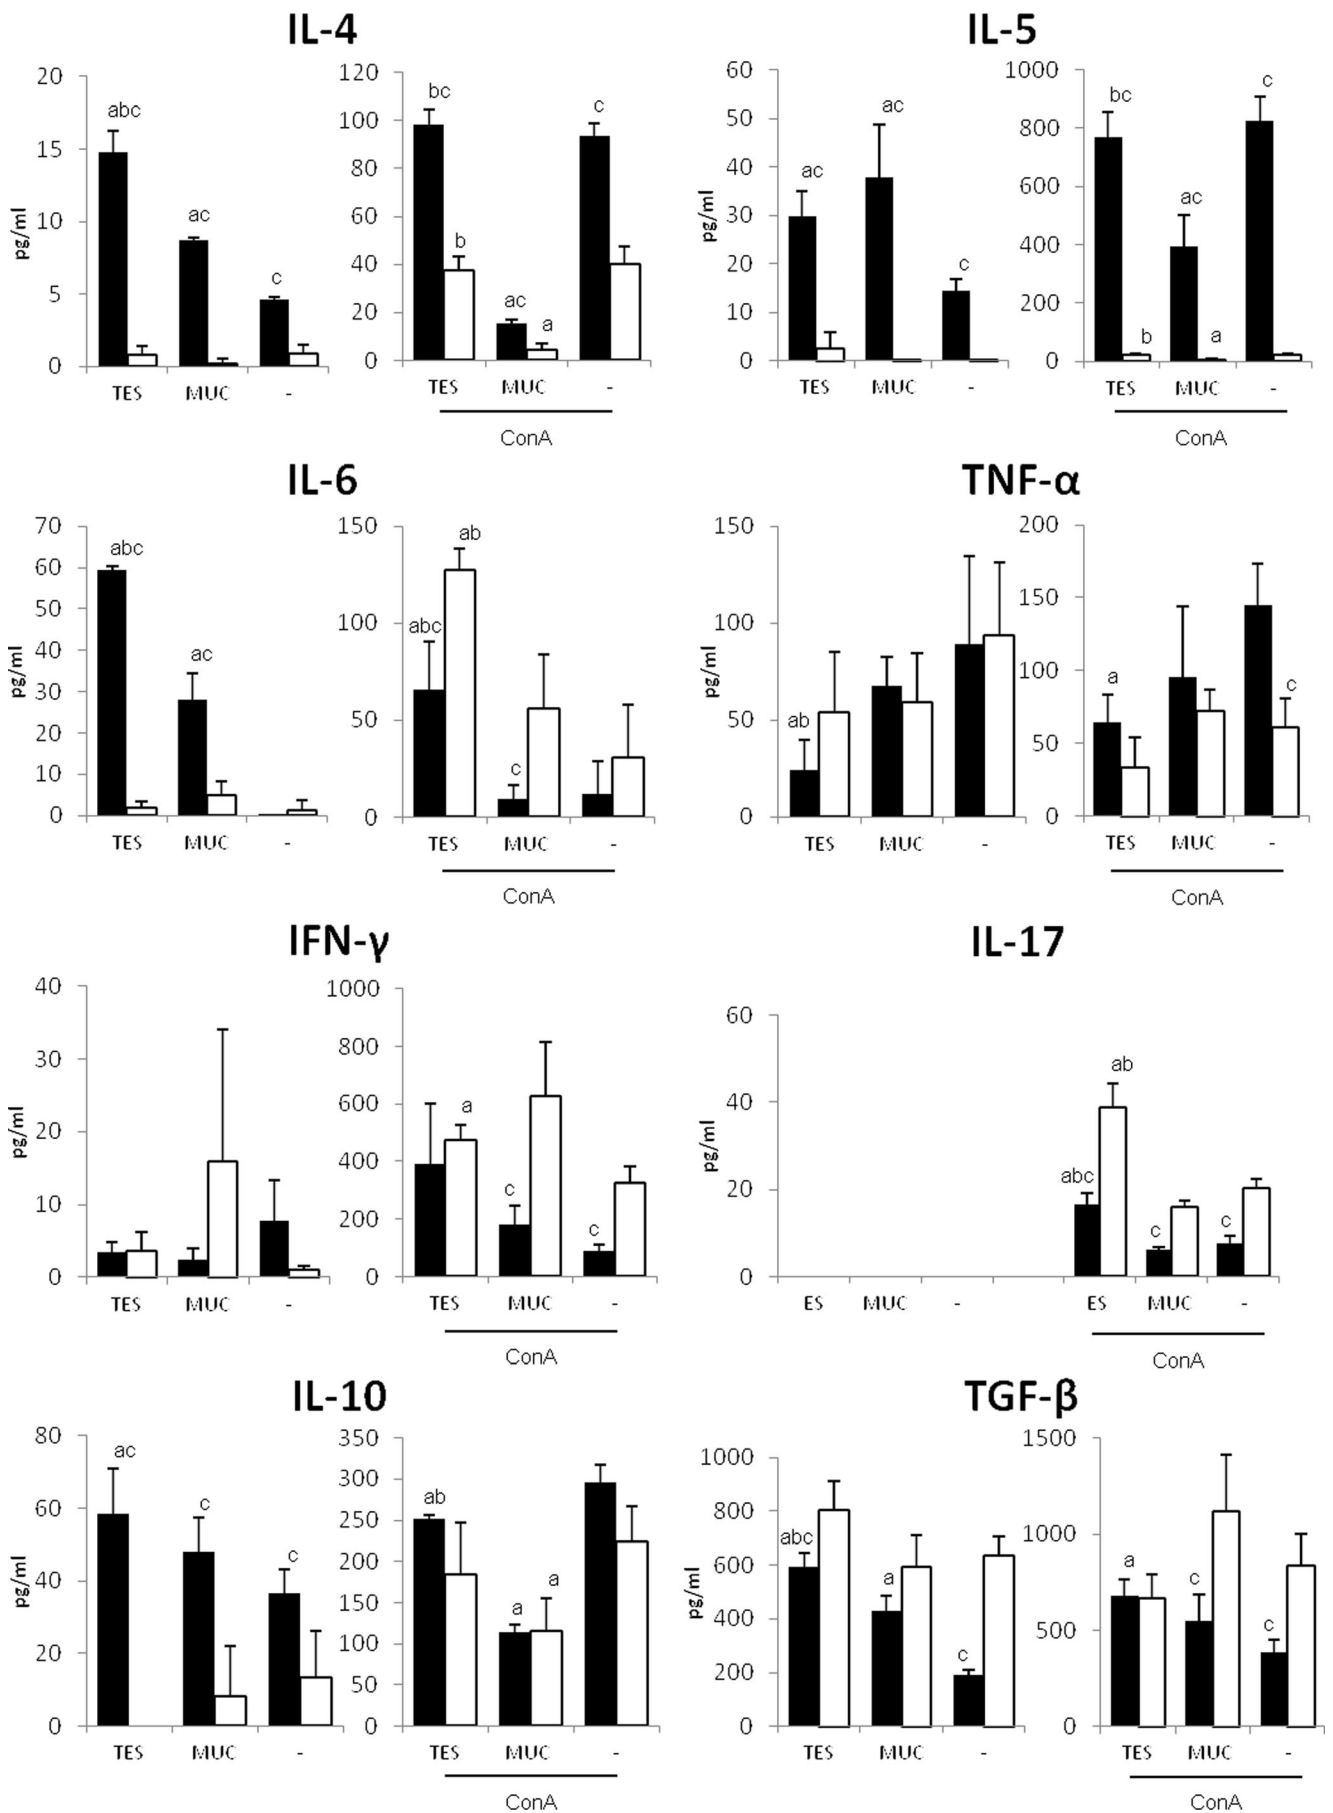 IL-4
20
15
10
5
0
pg/ml
abc
ac
c
TES MUC -
120
100
80
60
40
20
0
bc
b
ac
a
c
TES MUC -
ConA
IL-5
60
50
40
30
20
10
0
pg/ml
ac
ac
c
TES MUC -
1000
800
600
400
200
0
bc
b
ac
a
c
TES MUC -
ConA
IL-6
70
60
50
40
30
20
10
0
pg/ml
abc
ac
TES MUC -
150
100
50
0
abc
ab
c
TES MUC -
ConA
TNF-α
150
100
50
0
pg/ml
ab
TES MUC -
200
150
100
50
0
a
c
TES MUC -
ConA
IFN-γ
40
30
20
10
0
pg/ml
TES MUC -
1000
800
600
400
200
0
a
c
c
TES MUC -
ConA
IL-17
60
40
20
0
pg/ml
abc
ab
c
c
ES MUC - ES MUC -
ConA
IL-10
80
60
40
20
0
pg/ml
ac
c
c
TES MUC -
350
300
250
200
150
100
50
0
ab
a
a
TES MUC -
ConA
TGF-β
1000
800
600
400
200
0
pg/ml
abc
a
c
TES MUC -
1500
1000
500
0
a
c
c
TES MUC -
ConA